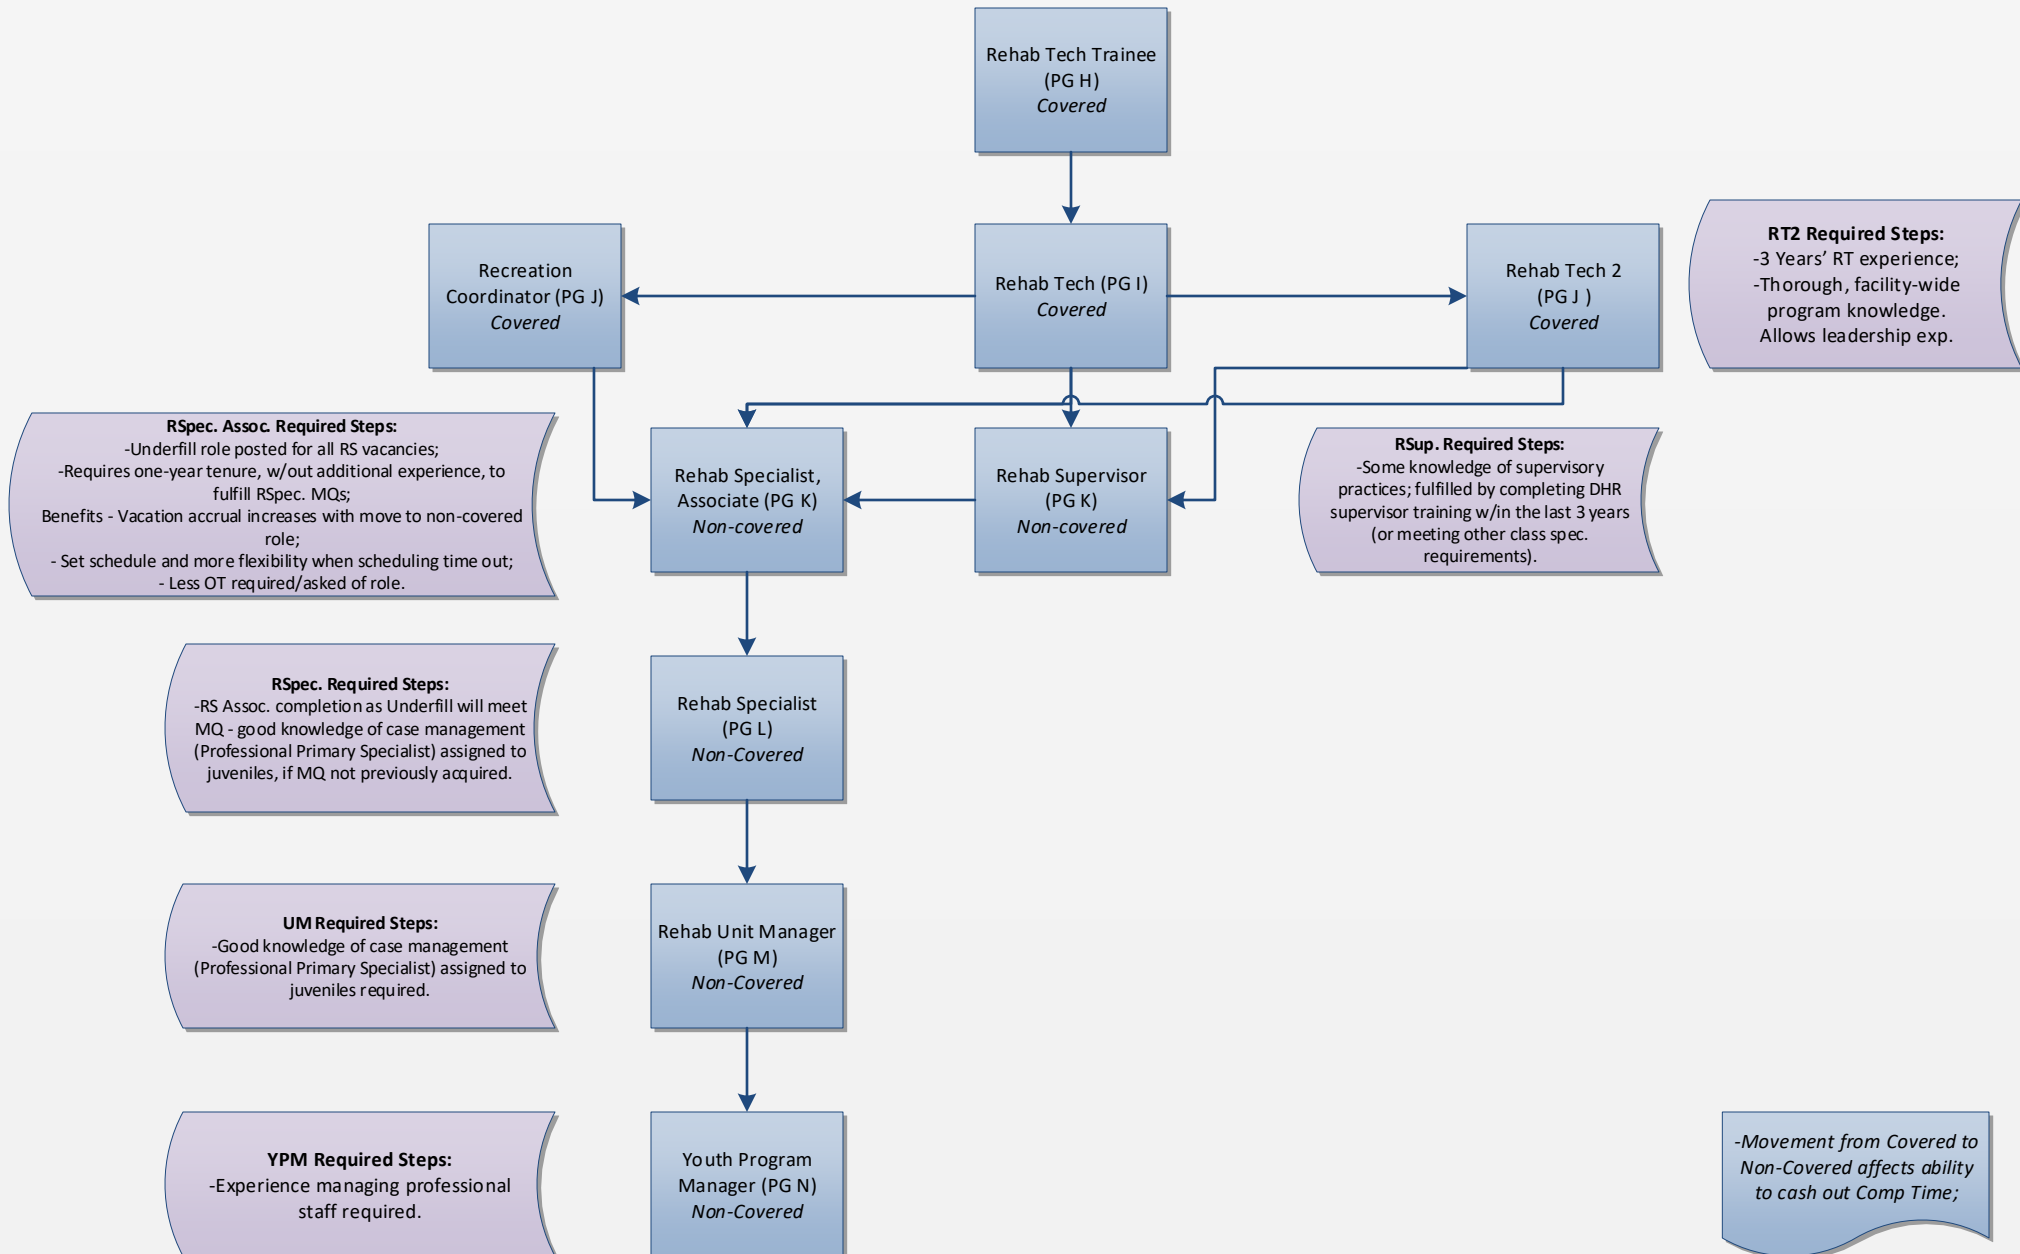 Rehab Tech Trainee
(PG H)
Covered
Recreation
Coordinator (PG J)
Covered
Rehab Tech (PG I)
Covered
Rehab Tech 2
(PG J )
Covered
RT2 Required Steps:
-3 Years’ RT experience;
-Thorough, facility-wide
program knowledge.
Allows leadership exp.
RSpec. Assoc. Required Steps:
-Underfill role posted for all RS vacancies;
-Requires one-year tenure, w/out additional experience, to
fulfill RSpec. MQs;
Benefits - Vacation accrual increases with move to non-covered
role;
- Set schedule and more flexibility when scheduling time out;
- Less OT required/asked of role.
Rehab Specialist,
Associate (PG K)
Non-covered
Rehab Supervisor
(PG K)
Non-covered
RSup. Required Steps:
-Some knowledge of supervisory
practices; fulfilled by completing DHR
supervisor training w/in the last 3 years
(or meeting other class spec.
requirements).
RSpec. Required Steps:
-RS Assoc. completion as Underfill will meet
MQ - good knowledge of case management
(Professional Primary Specialist) assigned to
juveniles, if MQ not previously acquired.
Rehab Specialist
(PG L)
Non-Covered
UM Required Steps:
-Good knowledge of case management
(Professional Primary Specialist) assigned to
juveniles required.
Rehab Unit Manager
(PG M)
Non-Covered
YPM Required Steps:
-Experience managing professional
staff required.
Youth Program
Manager (PG N)
Non-Covered
-Movement from Covered to
Non-Covered affects ability
to cash out Comp Time;